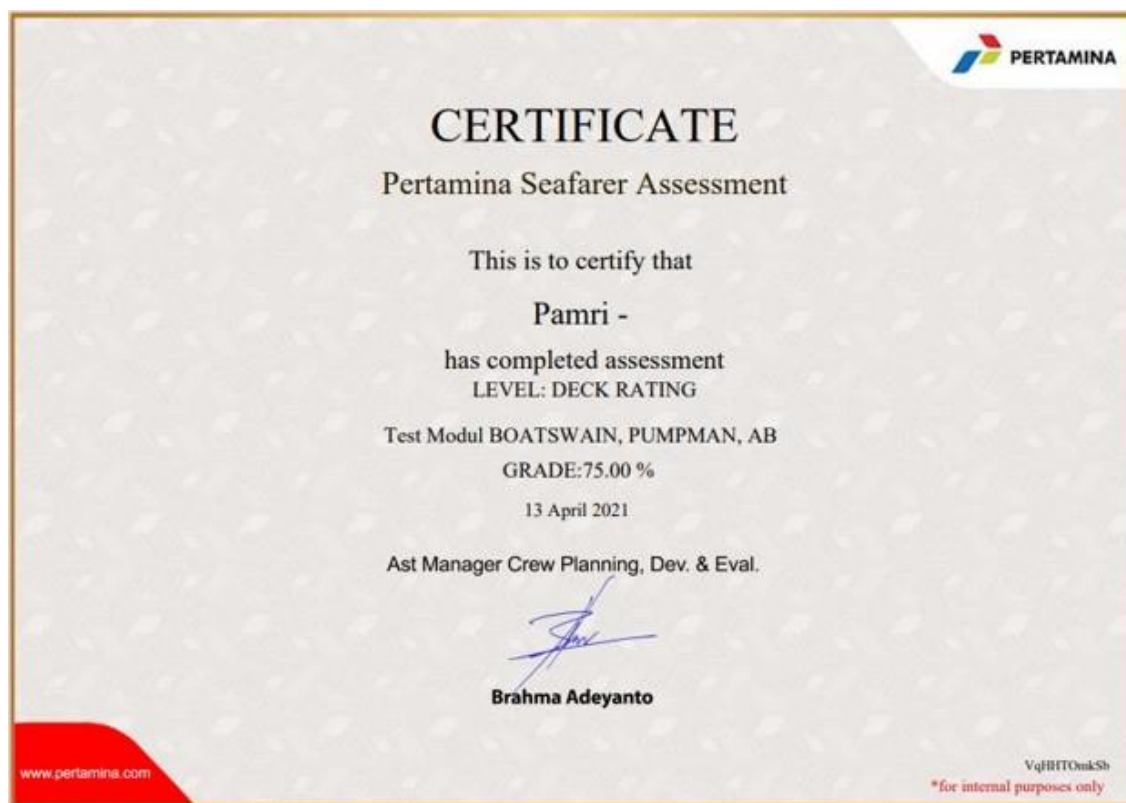 PERTAMINA
CERTIFICATE
Pertamina Seafarer Assessment
This is to certify that
Pamri -
has completed assessment
LEVEL: DECK RATING
Test Modul BOATSWAIN, PUMPMAN, AB
GRADE:75.00 %
13 April 2021
Ast Manager Crew Planning, Dev. & Eval.
Brahma Adeyanto
www.pertamina.com
VqHHTOmkSb
*for internal purposes only